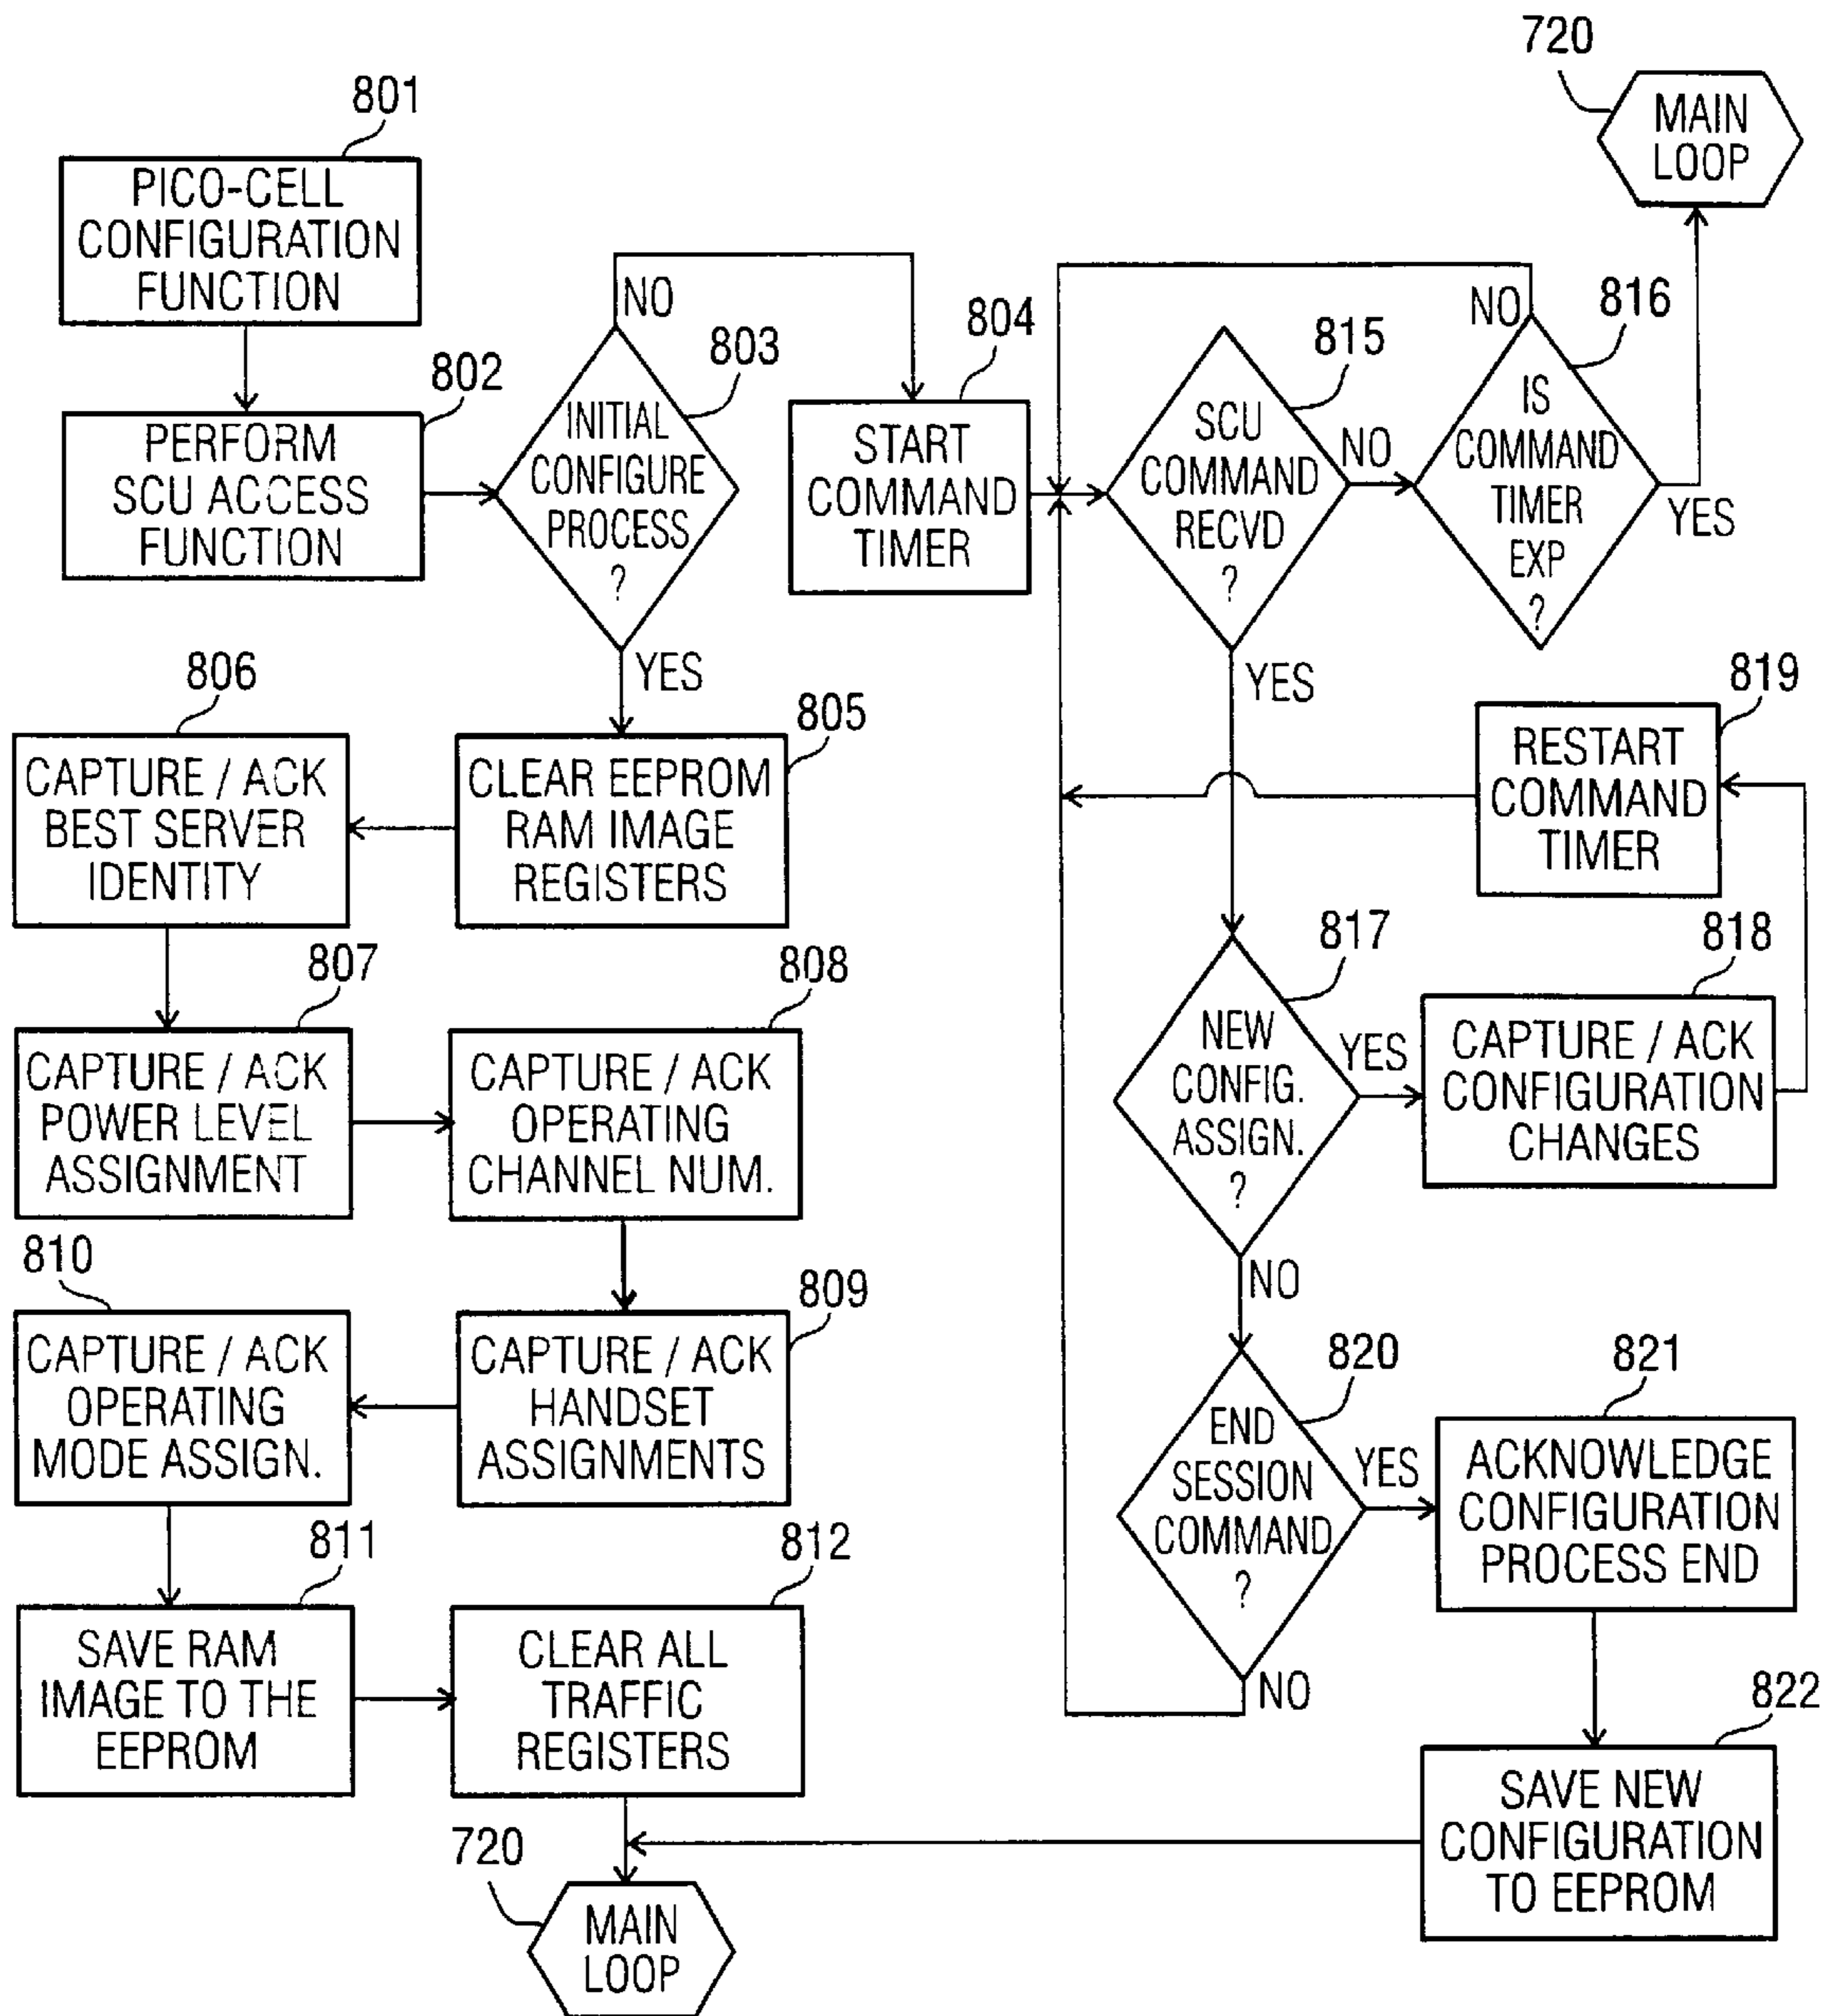 720
MAIN
LOOP
801
PICO-CELL
CONFIGURATION
FUNCTION
802
PERFORM
SCU ACCESS
FUNCTION
803
INITIAL
CONFIGURE
PROCESS
?
NO
YES
804
START
COMMAND
TIMER
815
SCU
COMMAND
RECVD
?
NO
YES
816
IS
COMMAND
TIMER
EXP
?
NO
YES
805
CLEAR EEPROM
RAM IMAGE
REGISTERS
806
CAPTURE / ACK
BEST SERVER
IDENTITY
819
RESTART
COMMAND
TIMER
807
CAPTURE / ACK
POWER LEVEL
ASSIGNMENT
808
CAPTURE / ACK
OPERATING
CHANNEL NUM.
817
NEW
CONFIG.
ASSIGN.
?
YES
NO
818
CAPTURE / ACK
CONFIGURATION
CHANGES
810
CAPTURE / ACK
OPERATING
MODE ASSIGN.
809
CAPTURE / ACK
HANDSET
ASSIGNMENTS
820
END
SESSION
COMMAND
?
YES
NO
821
ACKNOWLEDGE
CONFIGURATION
PROCESS END
811
SAVE RAM
IMAGE TO THE
EEPROM
812
CLEAR ALL
TRAFFIC
REGISTERS
822
SAVE NEW
CONFIGURATION
TO EEPROM
720
MAIN
LOOP